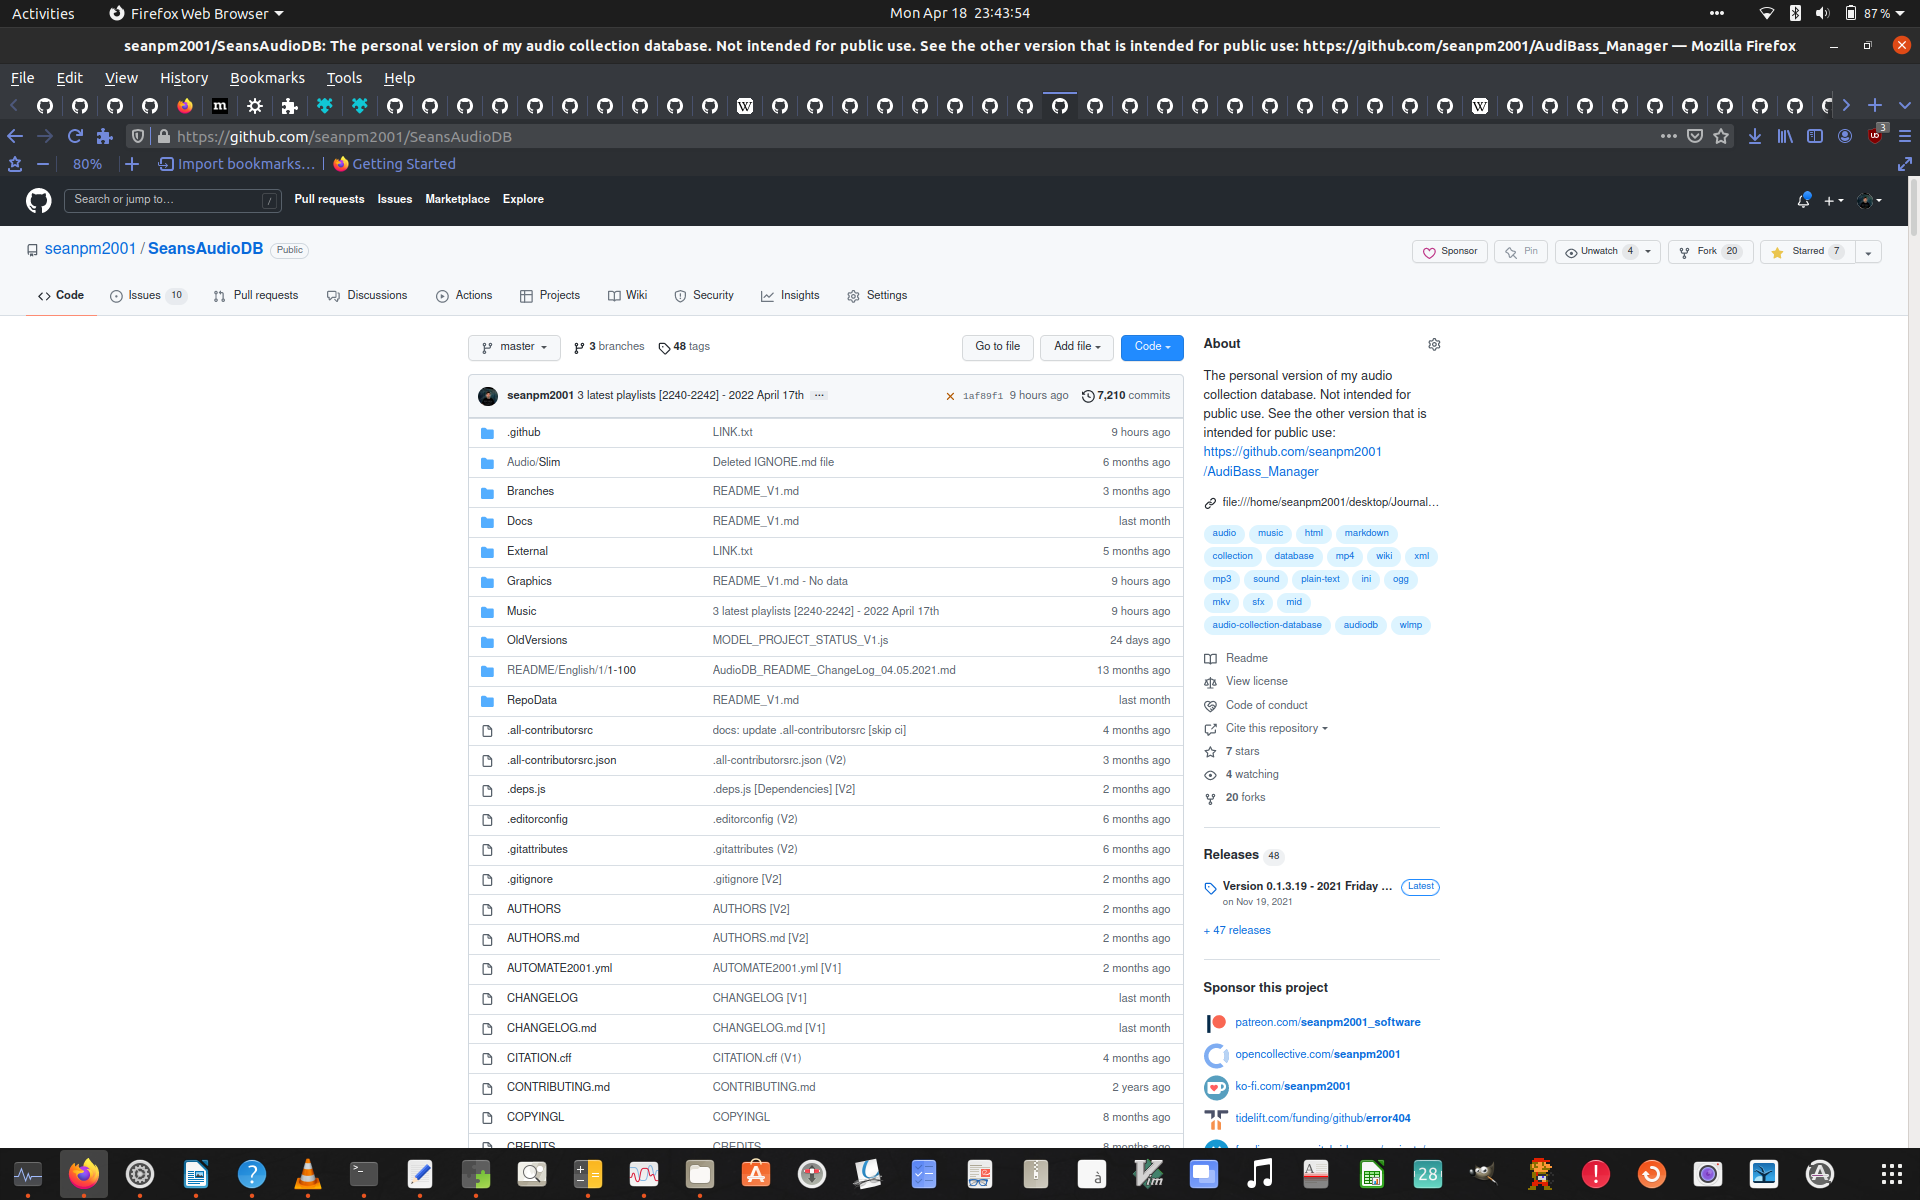 Activities
Firefox Web Browser
Mon Apr 18 23:43:54
87 %
seanpm2001/SeansAudioDB: The personal version of my audio collection database. Not intended for public use. See the other version that is intended for public use: https://github.com/seanpm2001/AudiBass_Manager — Mozilla Firefox
File Edit View History Bookmarks Tools Help
https://github.com/seanpm2001/SeansAudioDB
3
80%
Import bookmarks...
Getting Started
Search or jump to...
/
Pull requests Issues Marketplace Explore
seanpm2001 / SeansAudioDB Public
Sponsor
Pin
Unwatch 4
Fork 20
Starred 7
Code
Issues 10
Pull requests
Discussions
Actions
Projects
Wiki
Security
Insights
Settings
master
3 branches
48 tags
Go to file
Add file
Code
seanpm2001 3 latest playlists [2240-2242] - 2022 April 17th ...
1af89f1 9 hours ago
7,210 commits
.github LINK.txt 9 hours ago
Audio/Slim Deleted IGNORE.md file 6 months ago
Branches README_V1.md 3 months ago
Docs README_V1.md last month
External LINK.txt 5 months ago
Graphics README_V1.md - No data 9 hours ago
Music 3 latest playlists [2240-2242] - 2022 April 17th 9 hours ago
OldVersions MODEL_PROJECT_STATUS_V1.js 24 days ago
README/English/1/1-100 AudioDB_README_ChangeLog_04.05.2021.md 13 months ago
RepoData README_V1.md last month
.all-contributorsrc docs: update .all-contributorsrc [skip ci] 4 months ago
.all-contributorsrc.json .all-contributorsrc.json (V2) 3 months ago
.deps.js .deps.js [Dependencies] [V2] 2 months ago
.editorconfig .editorconfig (V2) 6 months ago
.gitattributes .gitattributes (V2) 6 months ago
.gitignore .gitignore [V2] 2 months ago
AUTHORS AUTHORS [V2] 2 months ago
AUTHORS.md AUTHORS.md [V2] 2 months ago
AUTOMATE2001.yml AUTOMATE2001.yml [V1] 2 months ago
CHANGELOG CHANGELOG [V1] last month
CHANGELOG.md CHANGELOG.md [V1] last month
CITATION.cff CITATION.cff (V1) 4 months ago
CONTRIBUTING.md CONTRIBUTING.md 2 years ago
COPYINGL COPYINGL 8 months ago
CREDITS CREDITS 8 months ago
About
The personal version of my audio
collection database. Not intended for
public use. See the other version that is
intended for public use:
https://github.com/seanpm2001
/AudiBass_Manager
file:///home/seanpm2001/desktop/Journal...
audio music html markdown
collection database mp4 wiki xml
mp3 sound plain-text ini ogg
mkv sfx mid
audio-collection-database audiodb wlmp
Readme
View license
Code of conduct
Cite this repository
7 stars
4 watching
20 forks
Releases 48
Version 0.1.3.19 - 2021 Friday ... Latest
on Nov 19, 2021
+ 47 releases
Sponsor this project
patreon.com/seanpm2001_software
opencollective.com/seanpm2001
ko-fi.com/seanpm2001
tidelift.com/funding/github/error404
28